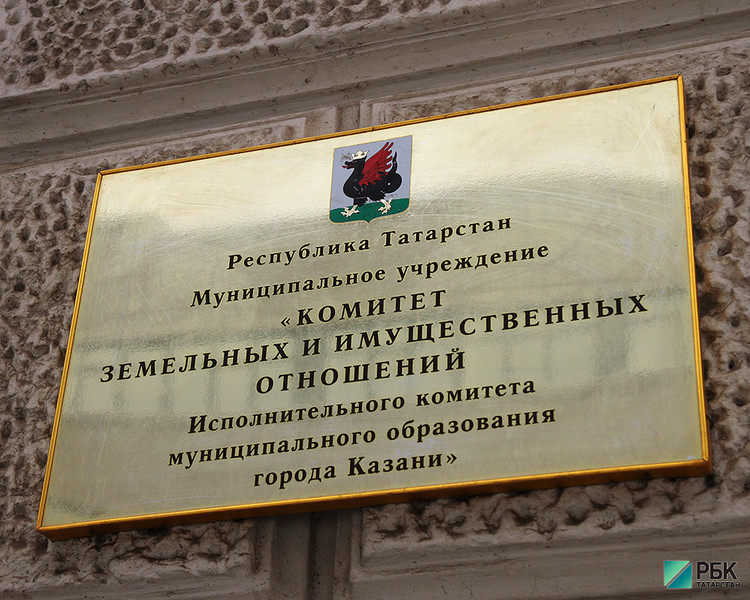 Республика Татарстан
Муниципальное учреждение
«КОМИТЕТ
ЗЕМЕЛЬНЫХ И ИМУЩЕСТВЕННЫХ
ОТНОШЕНИЙ
Исполнительного комитета
муниципального образования
города Казани»
РБК
ТАТАРСТАН